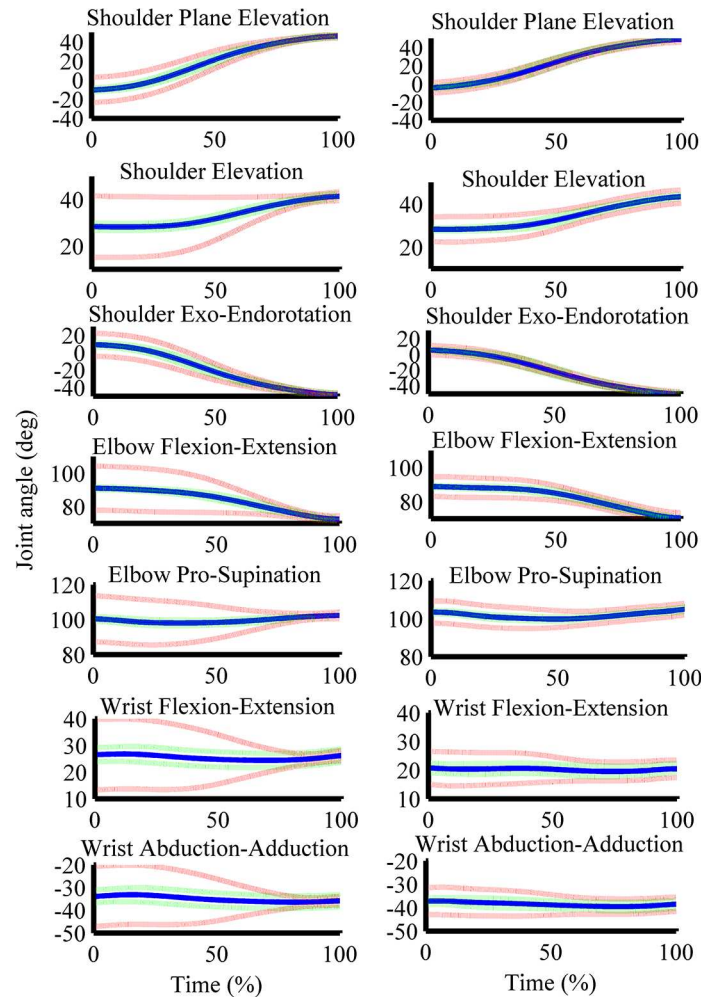 Shoulder Plane Elevation
40
20
0
-20
-40
0 50 100
Shoulder Plane Elevation
40
20
0
-20
-40
0 50 100
Shoulder Elevation
40
20
0 50 100
Shoulder Elevation
40
20
0 50 100
Shoulder Exo-Endorotation
20
0
-20
-40
0 50 100
Shoulder Exo-Endorotation
20
0
-20
-40
0 50 100
Joint angle (deg)
Elbow Flexion-Extension
100
80
0 50 100
Elbow Flexion-Extension
100
80
0 50 100
Elbow Pro-Supination
120
100
80
0 50 100
Elbow Pro-Supination
120
100
80
0 50 100
Wrist Flexion-Extension
40
30
20
10
0 50 100
Wrist Flexion-Extension
40
30
20
10
0 50 100
Wrist Abduction-Adduction
-20
-30
-40
-50
0 50 100
Time (%)
Wrist Abduction-Adduction
-20
-30
-40
-50
0 50 100
Time (%)